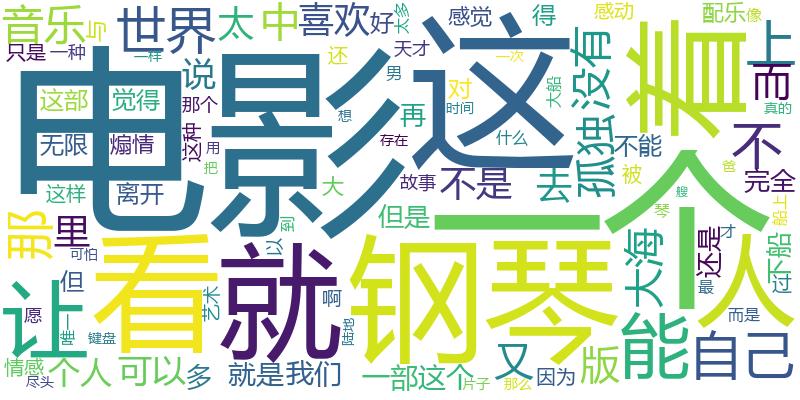 音乐
与
世界
太
中
喜欢
好
太多
感觉
得
感动
配乐
像
只是
一种
一样
说
还
天才
男
一次
对
大船
没有
上
而
电影
这
着
这部
觉得
那个
再
想
时间
什么
真的
无限
煽情
这种
用
把
存在
孤独
不能
不
这样
离开
大
故事
不是
去
被
爸
完全
一个
那
里
可怕
以
到
但是
琴
艘
船上
但
看
就
钢琴
大海
还是
才
下船
过
人
让
愿
唯一
键盘
艺术
啊
陆地
能
最
而是
情感
尽头
个人
可以
多
就是
我们
一部
这个
片子
又
那么
因为
版
自己